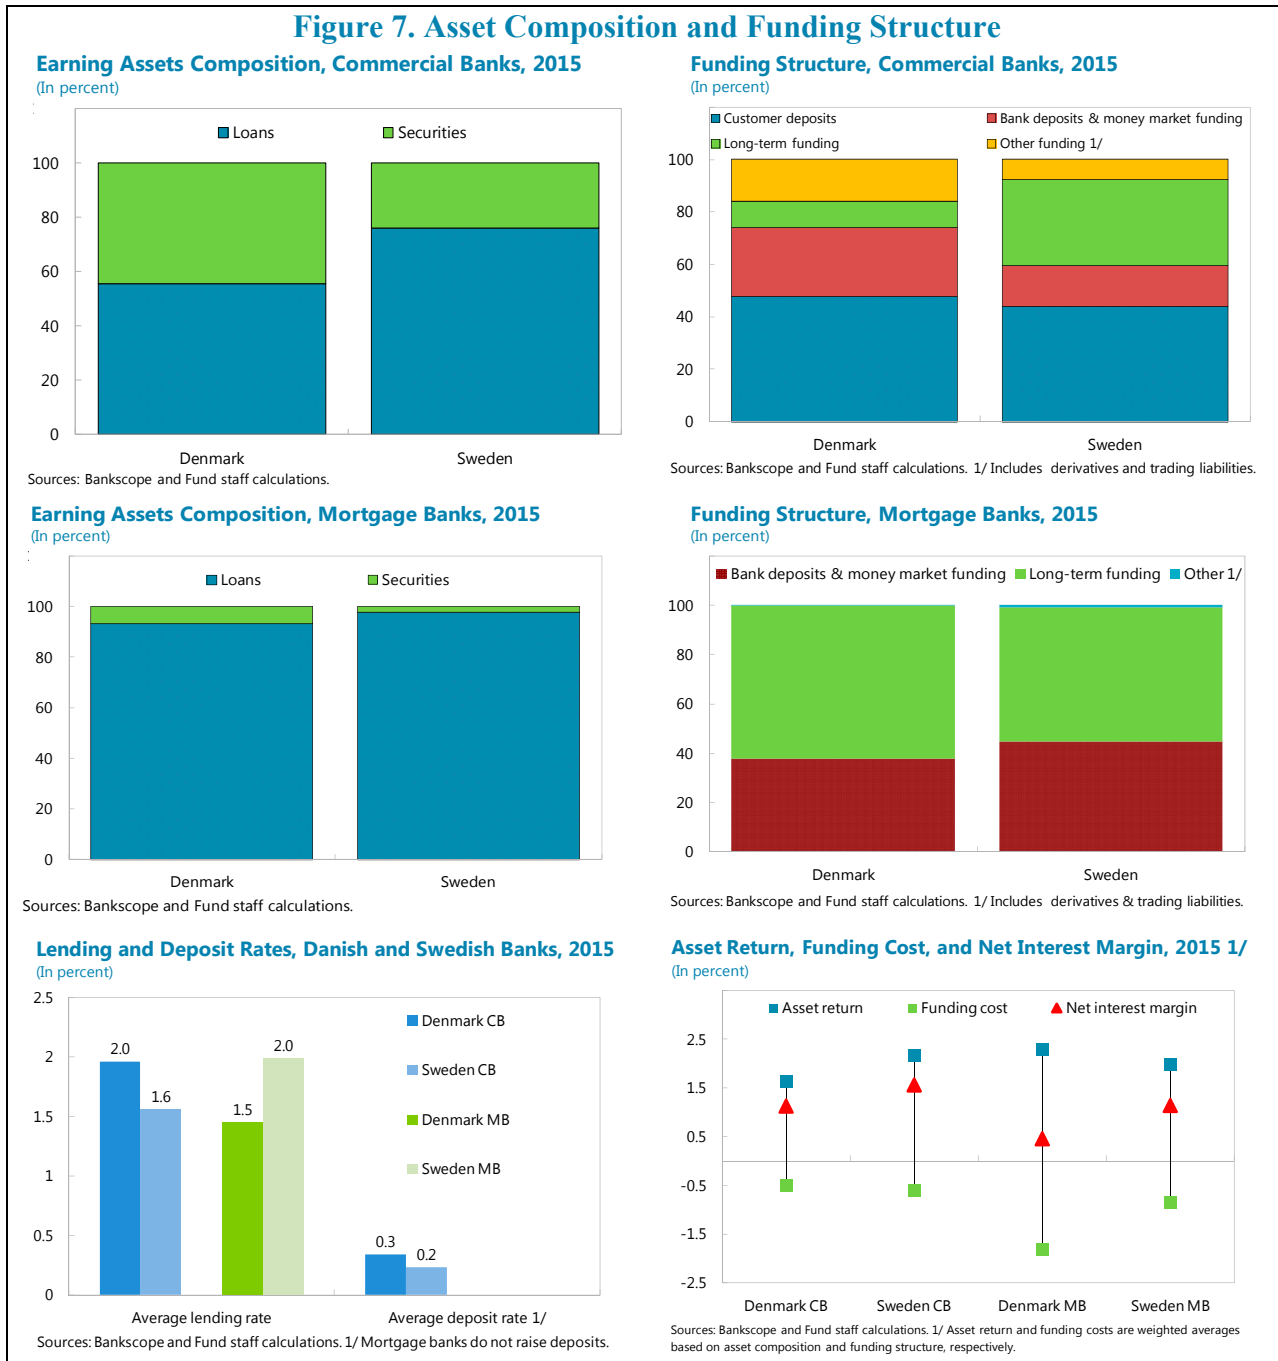 Figure 7. Asset Composition and Funding Structure
Earning Assets Composition, Commercial Banks, 2015
(In percent)
Loans
Securities
100
80
60
40
20
0
Denmark
Sweden
Sources: Bankscope and Fund staff calculations.
Funding Structure, Commercial Banks, 2015
(In percent)
Customer deposits
Bank deposits & money market funding
Long-term funding
Other funding 1/
100
80
60
40
20
0
Denmark
Sweden
Sources: Bankscope and Fund staff calculations. 1/ Includes derivatives and trading liabilities.
Earning Assets Composition, Mortgage Banks, 2015
(In percent)
Loans
Securities
100
80
60
40
20
0
Denmark
Sweden
Sources: Bankscope and Fund staff calculations.
Funding Structure, Mortgage Banks, 2015
(In percent)
Bank deposits & money market funding
Long-term funding
Other 1/
100
80
60
40
20
0
Denmark
Sweden
Sources: Bankscope and Fund staff calculations. 1/ Includes derivatives & trading liabilities.
Lending and Deposit Rates, Danish and Swedish Banks, 2015
(In percent)
2.5
2
1.5
1
0.5
0
Denmark CB
Sweden CB
Denmark MB
Sweden MB
2.0
1.6
1.5
2.0
0.3
0.2
Average lending rate
Average deposit rate 1/
Sources: Bankscope and Fund staff calculations. 1/ Mortgage banks do not raise deposits.
Asset Return, Funding Cost, and Net Interest Margin, 2015 1/
(In percent)
Asset return
Funding cost
Net interest margin
2.5
1.5
0.5
-0.5
-1.5
-2.5
Denmark CB
Sweden CB
Denmark MB
Sweden MB
Sources: Bankscope and Fund staff calculations. 1/ Asset return and funding costs are weighted averages
based on asset composition and funding structure, respectively.